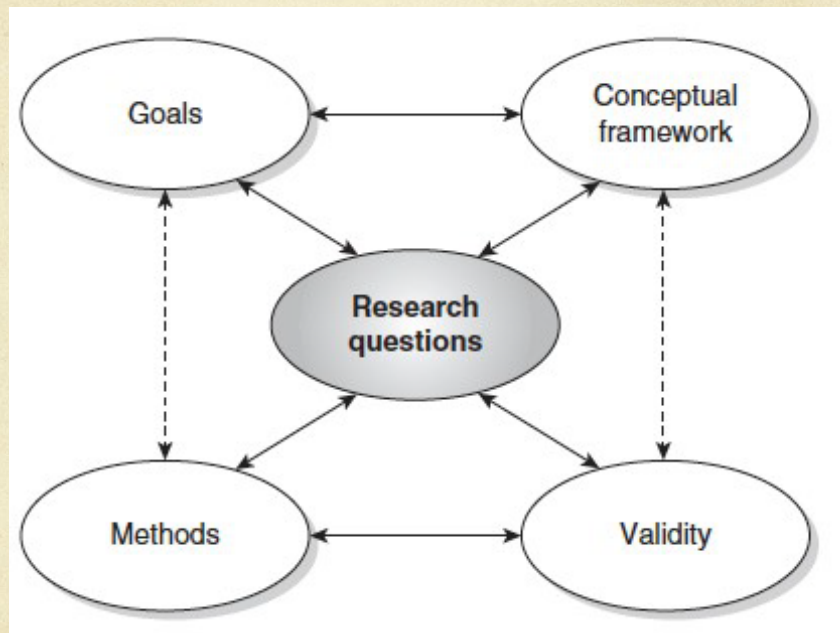 Goals
Conceptual
framework
Research
questions
Methods
Validity